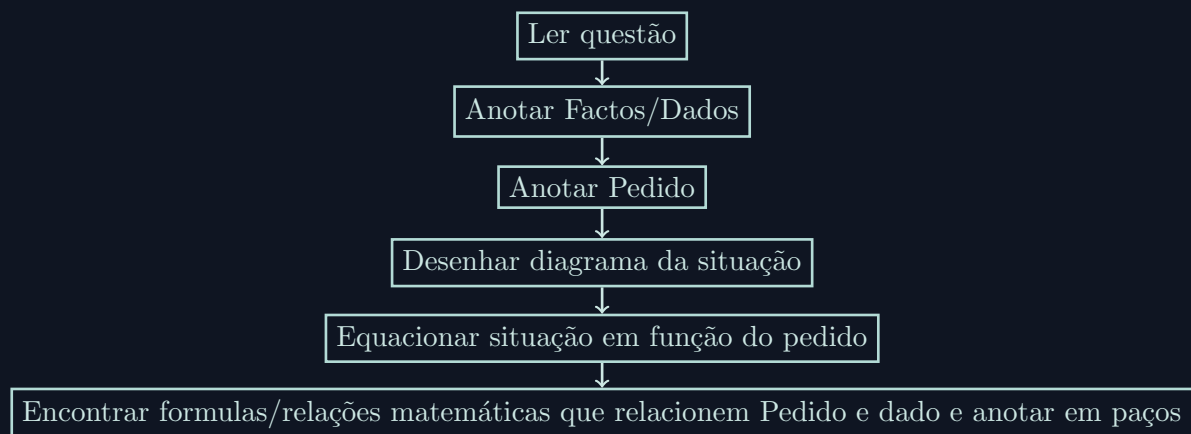 Ler questão
Anotar Factos/Dados
Anotar Pedido
Desenhar diagrama da situação
Equacionar situação em função do pedido
Encontrar formulas/relações matemáticas que relacionem Pedido e dado e anotar em paços